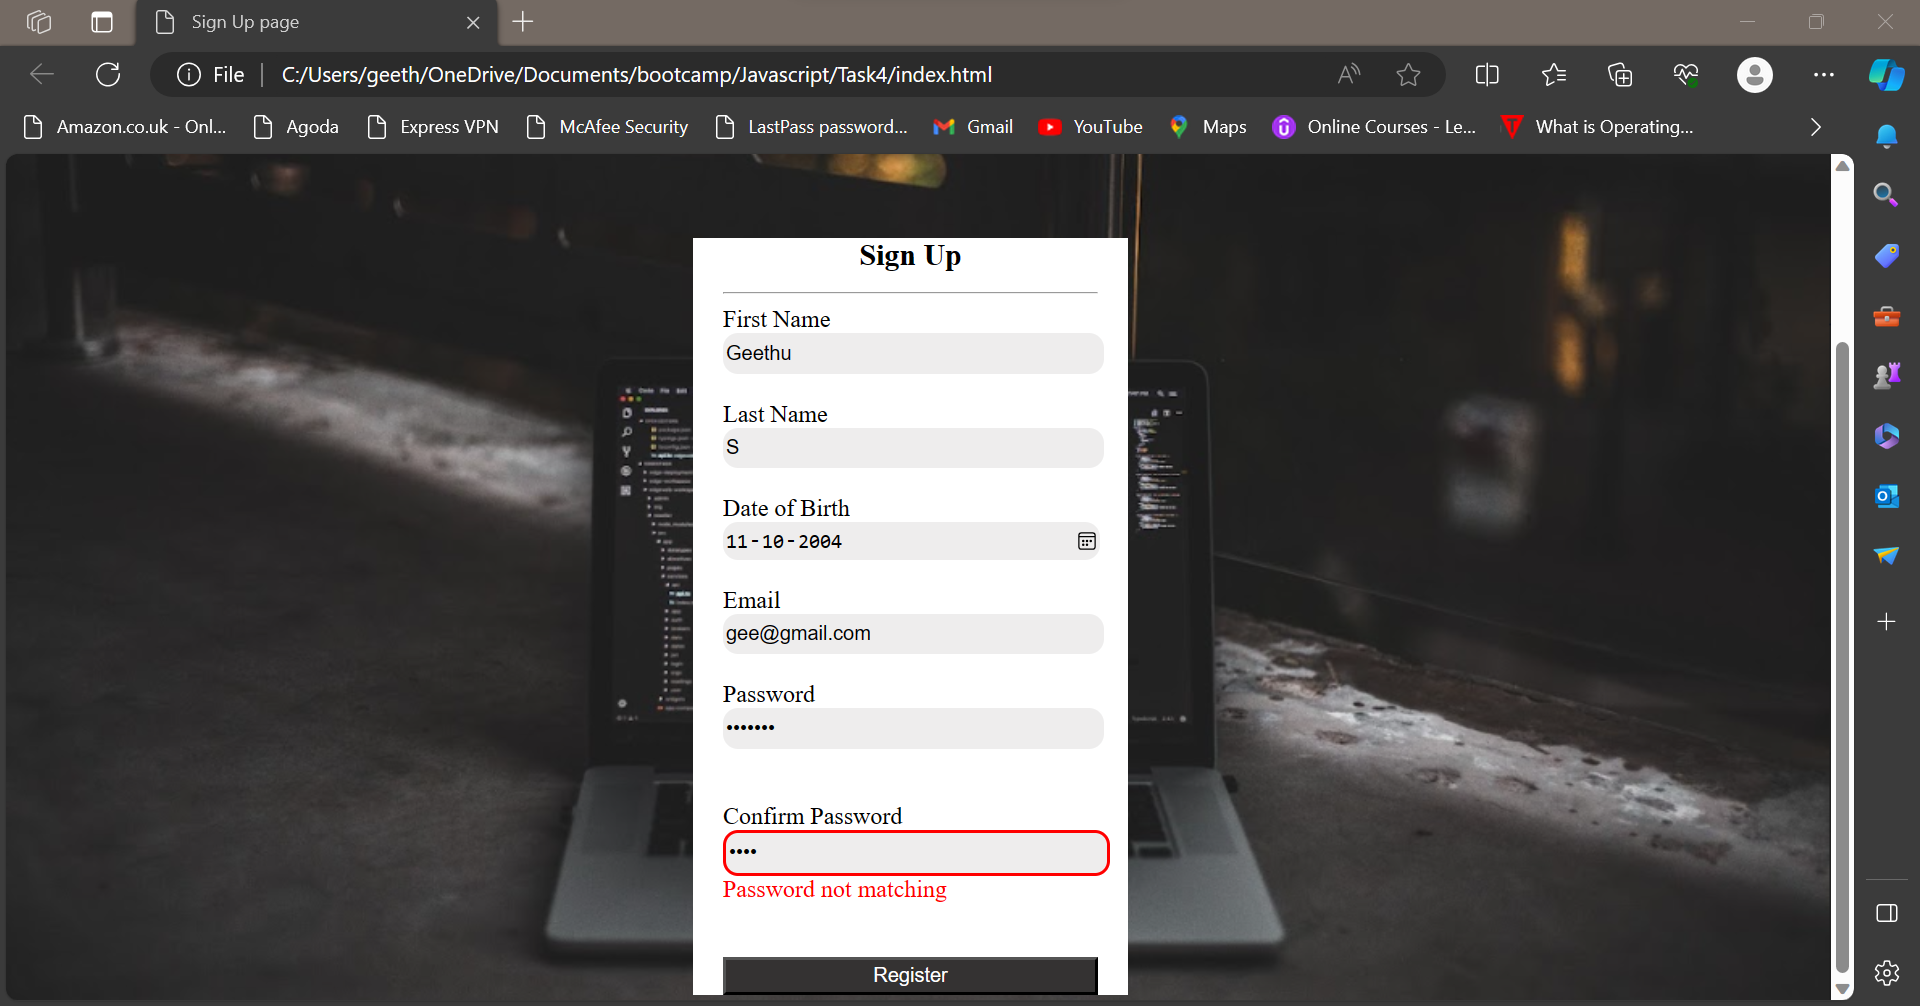 Sign Up page
File
C:/Users/geeth/OneDrive/Documents/bootcamp/Javascript/Task4/index.html
Amazon.co.uk - Onl... Agoda Express VPN McAfee Security LastPass password... Gmail YouTube Maps Online Courses - Le... What is Operating...
Sign Up
First Name
Geethu
Last Name
S
Date of Birth
11-10-2004
Email
gee@gmail.com
Password
•••••••
Confirm Password
••••
Password not matching
Register